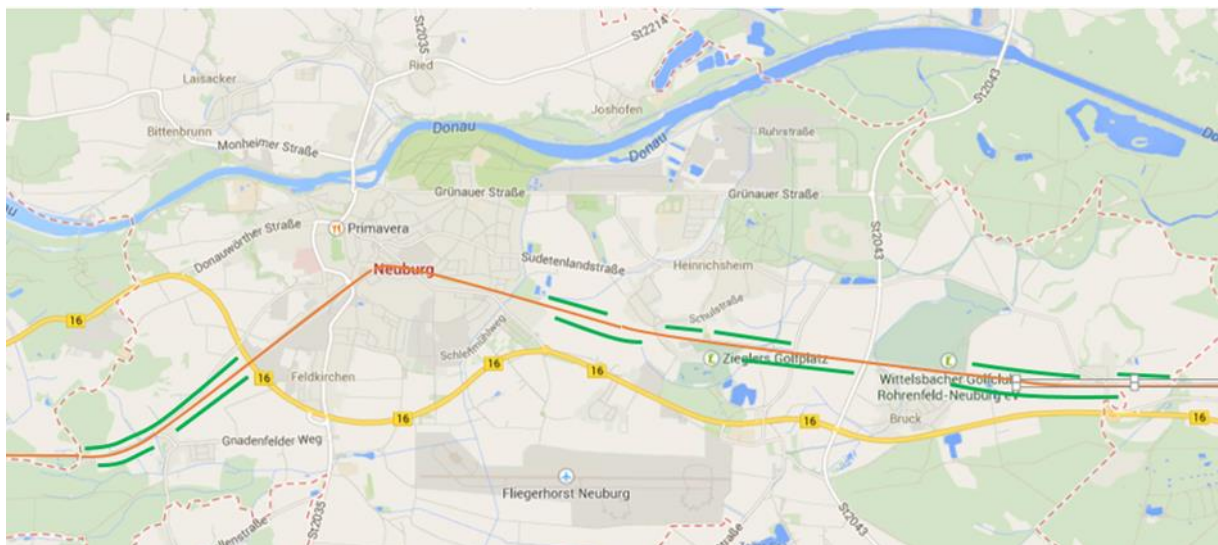 St2035
St2214
Ried
Laisacker
St2043
Joshofen
Donau
Bittenbrunn
Ruhrstraße
Monheimer Straße
Donau
Grünauer Straße
Grünauer Straße
Primavera
Donauwörther Straße
St2043
Sudetenlandstraße
Neuburg
Heinrichsheim
Schulstraße
16
Schleifmühlweg
Zieglers Golfplatz
16
16
16
Feldkirchen
Wittelsbacher Golfclub
Rohrenfeld-Neuburg eV
16
16
16
Bruck
Gnadenfelder Weg
Fliegerhorst Neuburg
St2035
St2043